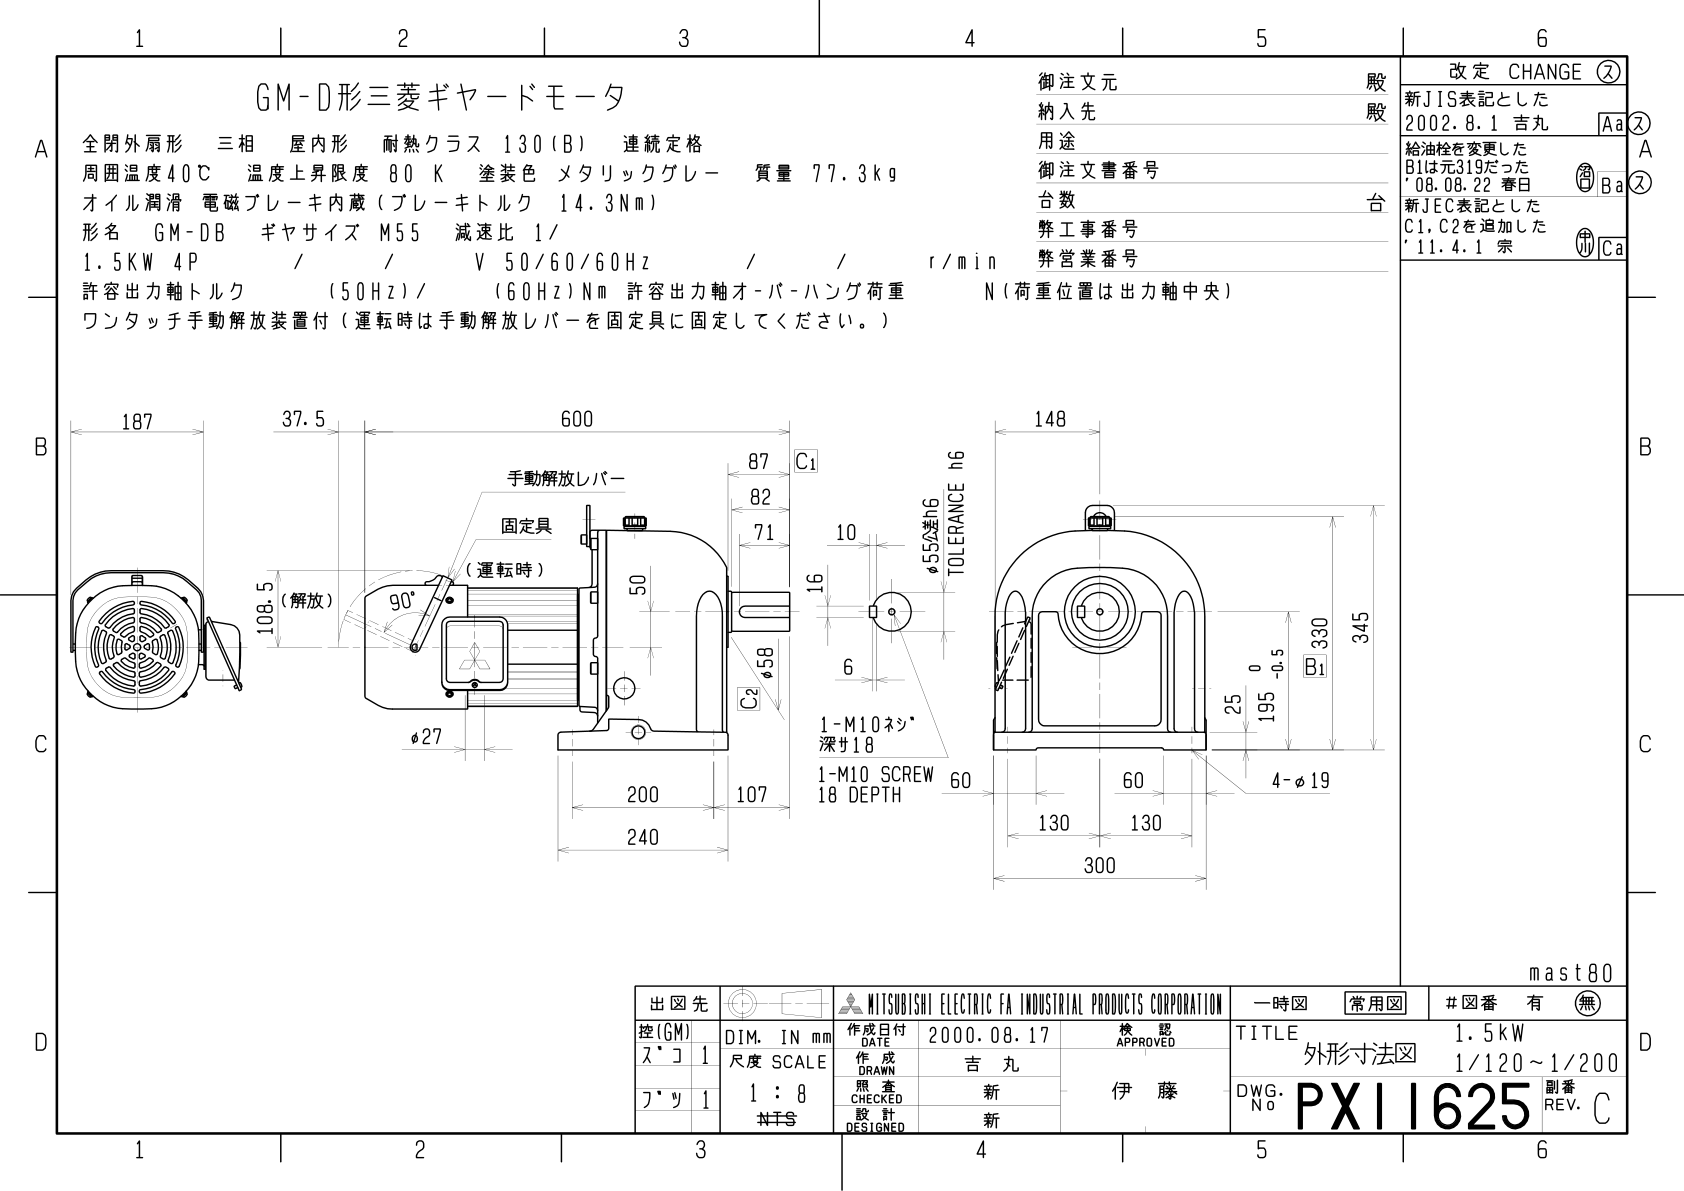 1 2 3 4 5 6
GM-D形三菱ギヤードモータ
全閉外扇形 三相 屋内形 耐熱クラス 130(B) 連続定格
周囲温度40℃ 温度上昇限度 80 K 塗装色 メタリックグレー 質量 77.3kg
オイル潤滑 電磁ブレーキ内蔵(ブレーキトルク 14.3Nm)
形名 GM-DB ギヤサイズ M55 減速比 1/
1.5KW 4P / / V 50/60/60Hz / / r/min
許容出力軸トルク (50Hz)/ (60Hz)Nm 許容出力軸オーバーハング荷重 N(荷重位置は出力軸中央)
ワンタッチ手動解放装置付(運転時は手動解放レバーを固定具に固定してください。)
御注文元 殿
納入先 殿
用途
御注文書番号
台数 台
弊工事番号
弊営業番号
改定 CHANGE ス
新JIS表記とした
2002.8.1 吉丸 Aa ス
給油栓を変更した
B1は元319だった
'08.08.22 春日 Ba ス
新JEC表記とした
C1,C2を追加した
'11.4.1 宗 中川 Ca
A A
B B
C C
D D
187
37.5
600
87 C1
82
71
手動解放レバー
固定具
(運転時)
(解放)
108.5
90°
50
φ58
C2
φ27
200
107
240
10
16
6
φ55公差h6
TOLERANCE h6
1-M10ネジ
深サ18
1-M10 SCREW
18 DEPTH
148
345
330
B1
195 0 -0.5
25
60
60
4-φ19
130
130
300
mast80
出図先
控(GM)
ズコ 1
ブツ 1
DIM. IN mm
尺度 SCALE
1 : 8
NTS
MITSUBISHI ELECTRIC FA INDUSTRIAL PRODUCTS CORPORATION
作成日付 DATE 2000.08.17
作成 DRAWN 吉丸
照査 CHECKED 新
設計 DESIGNED 新
検認 APPROVED
伊藤
一時図 常用図 #図番 有 無
TITLE 1.5kW
外形寸法図 1/120~1/200
DWG. No PX11625 副番 REV. C
1 2 3 4 5 6